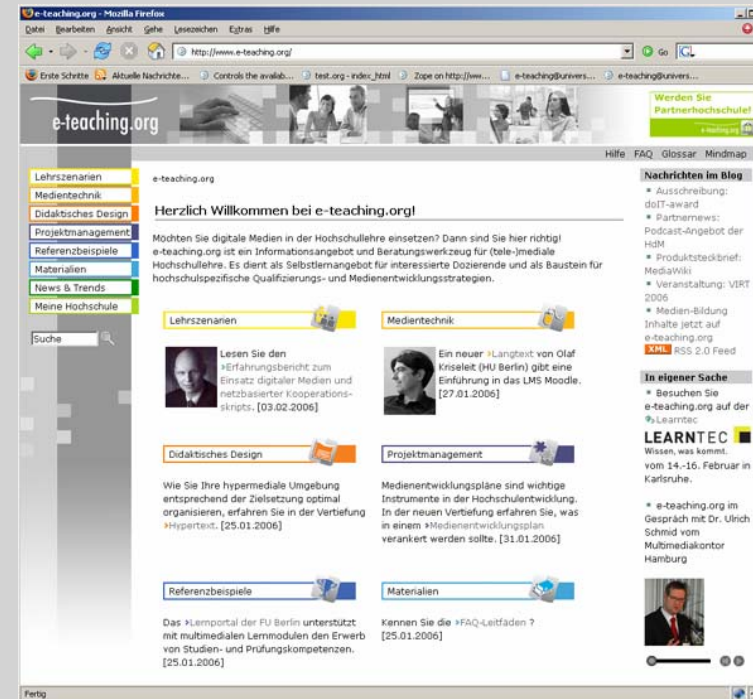 e-teaching.org - Mozilla Firefox
Datei Bearbeiten Ansicht Gehe Lesezeichen Extras Hilfe
http://www.e-teaching.org/
Go
Erste Schritte Aktuelle Nachrichte... Controls the availab... test.org - index_html Zope on http://ww... e-teaching@univers... e-teaching@univers...
e-teaching.org
Werden Sie
Partnerhochschule!
e-teaching.org
Hilfe FAQ Glossar Mindmap
Lehrszenarien
Medientechnik
Didaktisches Design
Projektmanagement
Referenzbeispiele
Materialien
News & Trends
Meine Hochschule
Suche
e-teaching.org
Herzlich Willkommen bei e-teaching.org!
Möchten Sie digitale Medien in der Hochschullehre einsetzen? Dann sind Sie hier richtig!
e-teaching.org ist ein Informationsangebot und Beratungswerkzeug für (tele-)mediale
Hochschullehre. Es dient als Selbstlernangebot für interessierte Dozierende und als Baustein für
hochschulspezifische Qualifizierungs- und Medienentwicklungsstrategien.
Lehrszenarien
Lesen Sie den
Erfahrungsbericht zum
Einsatz digitaler Medien und
netzbasierter Kooperations-
skripts. [03.02.2006]
Medientechnik
Ein neuer Langtext von Olaf
Kriseleit (HU Berlin) gibt eine
Einführung in das LMS Moodle.
[27.01.2006]
Didaktisches Design
Wie Sie Ihre hypermediale Umgebung
entsprechend der Zielsetzung optimal
organisieren, erfahren Sie in der Vertiefung
Hypertext. [25.01.2006]
Projektmanagement
Medienentwicklungspläne sind wichtige
Instrumente in der Hochschulentwicklung.
In der neuen Vertiefung erfahren Sie, was
in einem Medienentwicklungsplan
verankert werden sollte. [31.01.2006]
Referenzbeispiele
Das Lernportal der FU Berlin unterstützt
mit multimedialen Lernmodulen den Erwerb
von Studien- und Prüfungskompetenzen.
[25.01.2006]
Materialien
Kennen Sie die FAQ-Leitfäden ?
[25.01.2006]
Nachrichten im Blog
Ausschreibung:
doIT-award
Partnernews:
Podcast-Angebot der
HdM
Produktsteckbrief:
MediaWiki
Veranstaltung: VIRT
2006
Medien-Bildung
Inhalte jetzt auf
e-teaching.org
XML RSS 2.0 Feed
In eigener Sache
Besuchen Sie
e-teaching.org auf der
Learntec
LEARNTEC
Wissen, was kommt.
vom 14.-16. Februar in
Karlsruhe.
e-teaching.org im
Gespräch mit Dr. Ulrich
Schmid vom
Multimediakontor
Hamburg
Fertig